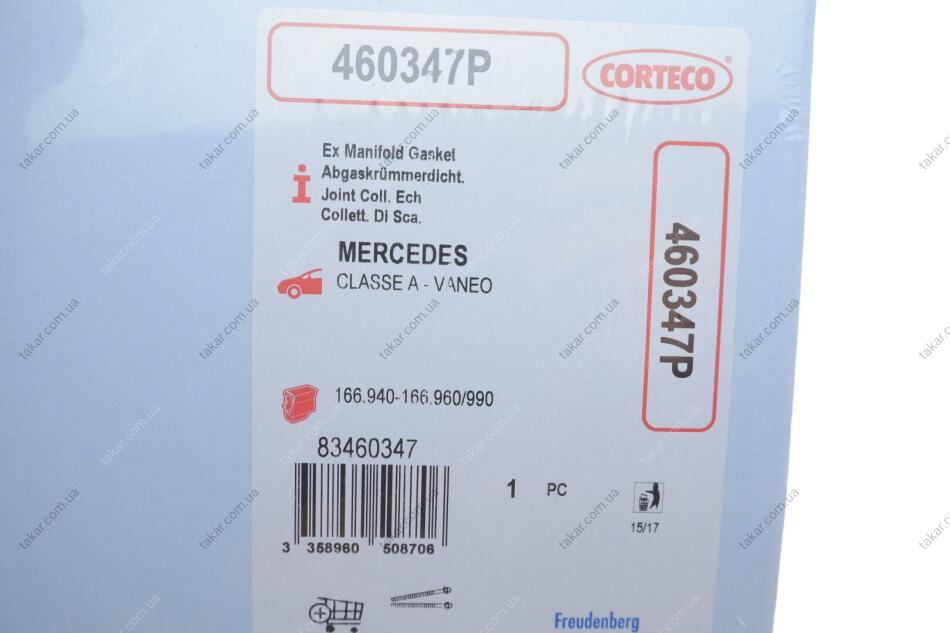 460347P
CORTECO®
Ex Manifold Gasket
Abgaskrümmerdicht.
Joint Coll. Ech
Collett. Di Sca.
MERCEDES
CLASSE A - VANEO
460347P
166.940-166.960/990
83460347
1 PC
15/17
3 358960 508706
Freudenberg
takar.com.ua